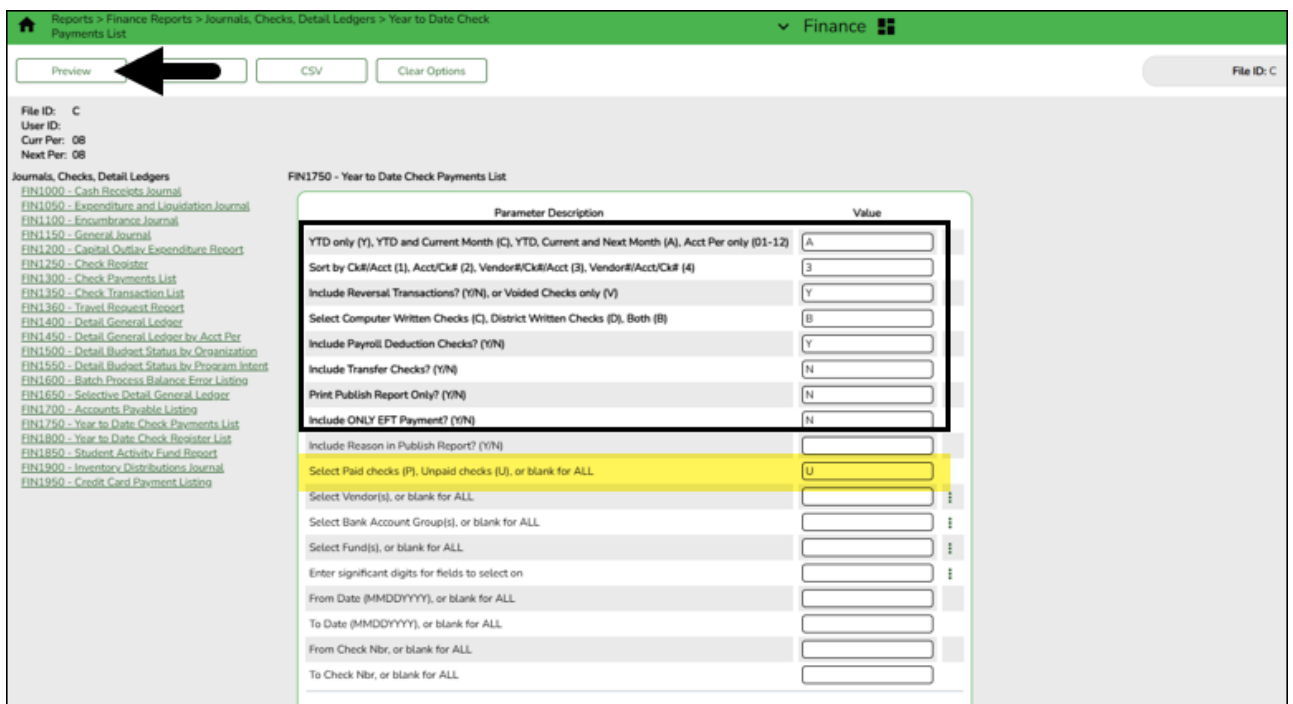 Reports > Finance Reports > Journals, Checks, Detail Ledgers > Year to Date Check
Payments List
Finance
Preview
CSV
Clear Options
File ID: C
File ID: C
User ID:
Curr Per: 08
Next Per: 08
Journals, Checks, Detail Ledgers
FIN1000 - Cash Receipts Journal
FIN1050 - Expenditure and Liquidation Journal
FIN1100 - Encumbrance Journal
FIN1150 - General Journal
FIN1200 - Capital Outlay Expenditure Report
FIN1250 - Check Register
FIN1300 - Check Payments List
FIN1350 - Check Transaction List
FIN1360 - Travel Request Report
FIN1400 - Detail General Ledger
FIN1450 - Detail General Ledger by Acct Per
FIN1500 - Detail Budget Status by Organization
FIN1550 - Detail Budget Status by Program Intent
FIN1600 - Batch Process Balance Error Listing
FIN1650 - Selective Detail General Ledger
FIN1700 - Accounts Payable Listing
FIN1750 - Year to Date Check Payments List
FIN1800 - Year to Date Check Register List
FIN1850 - Student Activity Fund Report
FIN1900 - Inventory Distributions Journal
FIN1950 - Credit Card Payment Listing
FIN1750 - Year to Date Check Payments List
Parameter Description Value
YTD only (Y), YTD and Current Month (C), YTD, Current and Next Month (A), Acct Per only (01-12) A
Sort by Ck#/Acct (1), Acct/Ck# (2), Vendor#/Ck#/Acct (3), Vendor#/Acct/Ck# (4) 3
Include Reversal Transactions? (Y/N), or Voided Checks only (V) Y
Select Computer Written Checks (C), District Written Checks (D), Both (B) B
Include Payroll Deduction Checks? (Y/N) Y
Include Transfer Checks? (Y/N) N
Print Publish Report Only? (Y/N) N
Include ONLY EFT Payment? (Y/N) N
Include Reason in Publish Report? (Y/N)
Select Paid checks (P), Unpaid checks (U), or blank for ALL U
Select Vendor(s), or blank for ALL
Select Bank Account Group(s), or blank for ALL
Select Fund(s), or blank for ALL
Enter significant digits for fields to select on
From Date (MMDDYYYY), or blank for ALL
To Date (MMDDYYYY), or blank for ALL
From Check Nbr, or blank for ALL
To Check Nbr, or blank for ALL